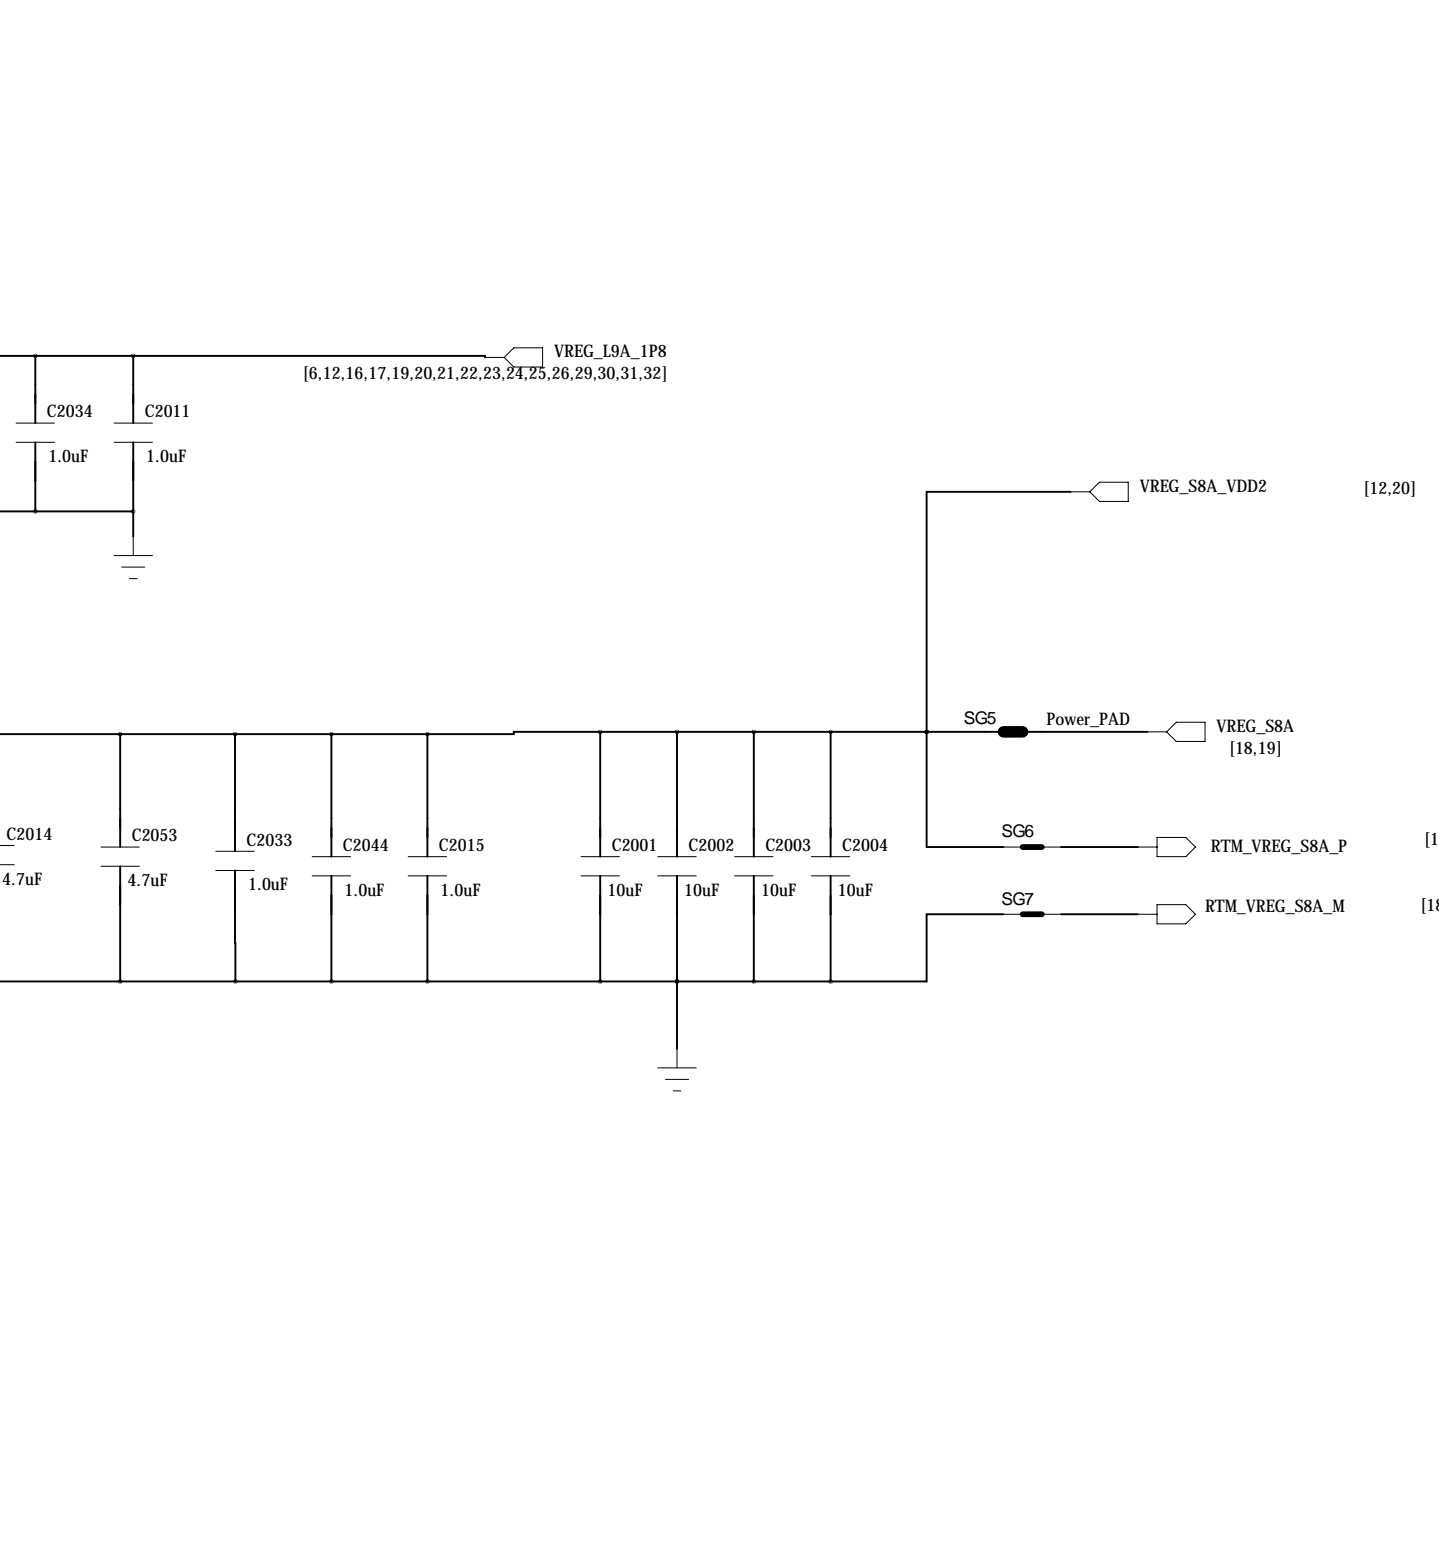 VREG_L9A_1P8
[6,12,16,17,19,20,21,22,23,24,25,26,29,30,31,32]
C2034
C2011
1.0uF
1.0uF
VREG_S8A_VDD2
[12,20]
SG5
Power_PAD
VREG_S8A
[18,19]
C2014
C2053
C2033
C2044
C2015
C2001
C2002
C2003
C2004
4.7uF
4.7uF
1.0uF
1.0uF
1.0uF
10uF
10uF
10uF
10uF
SG6
RTM_VREG_S8A_P
SG7
RTM_VREG_S8A_M